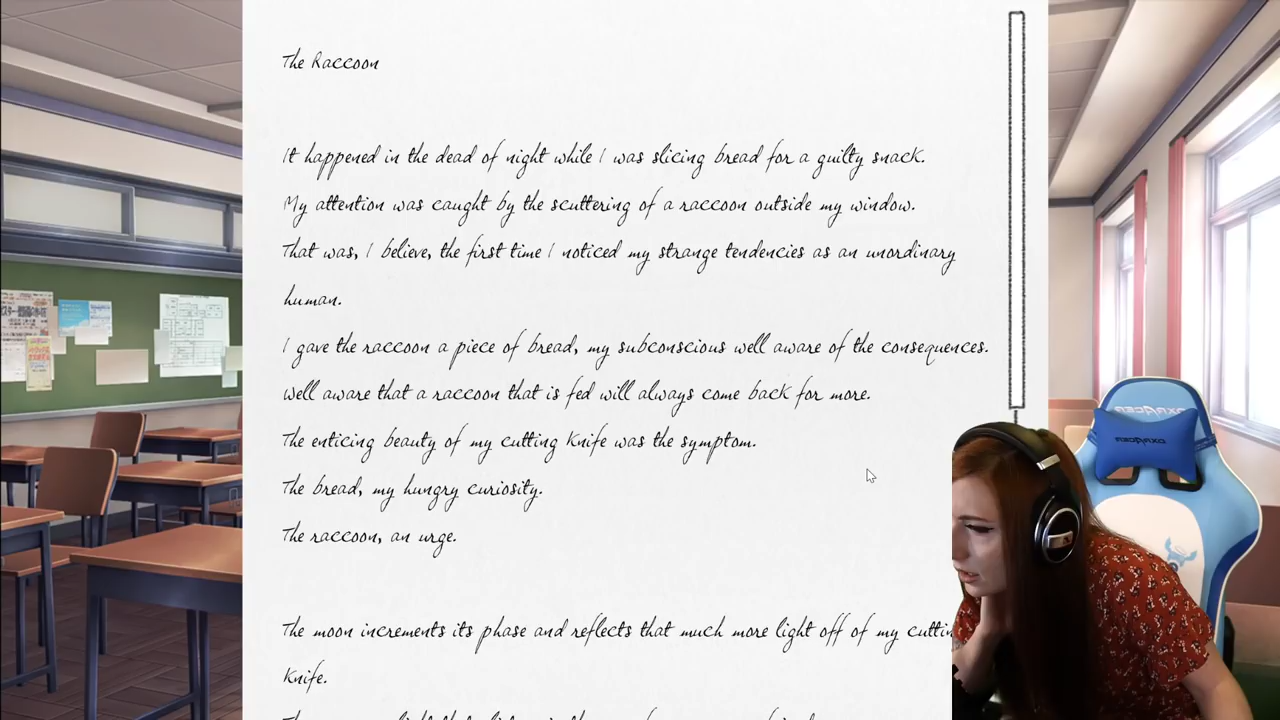 The Raccoon
It happened in the dead of night while I was slicing bread for a guilty snack.
My attention was caught by the scuttering of a raccoon outside my window.
That was, I believe, the first time I noticed my strange tendencies as an unordinary
human.
I gave the raccoon a piece of bread, my subconscious well aware of the consequences.
Well aware that a raccoon that is fed will always come back for more.
The enticing beauty of my cutting knife was the symptom.
The bread, my hungry curiosity.
The raccoon, an urge.
The moon increments its phase and reflects that much more light off of my
knife.